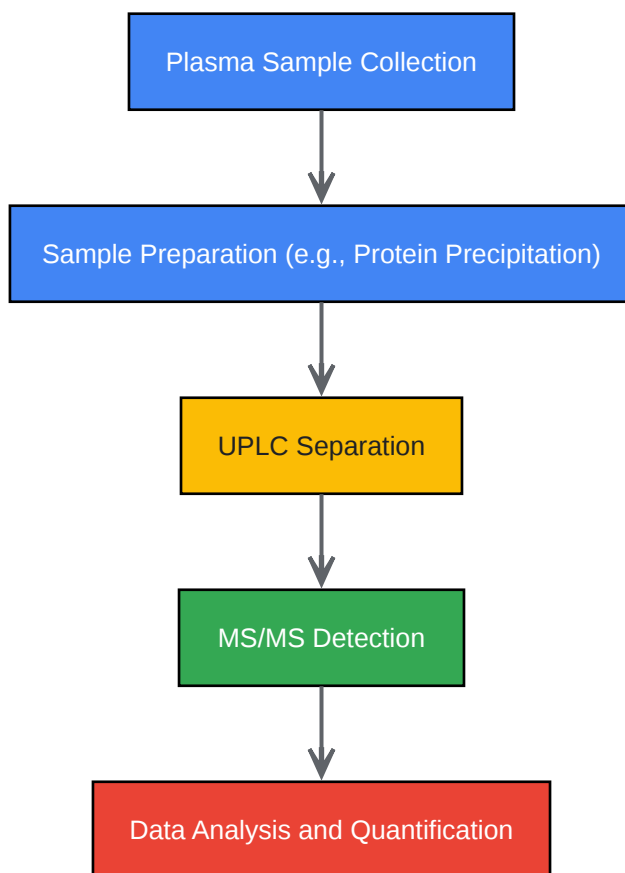 Plasma Sample Collection
Sample Preparation (e.g., Protein Precipitation)
UPLC Separation
MS/MS Detection
Data Analysis and Quantification